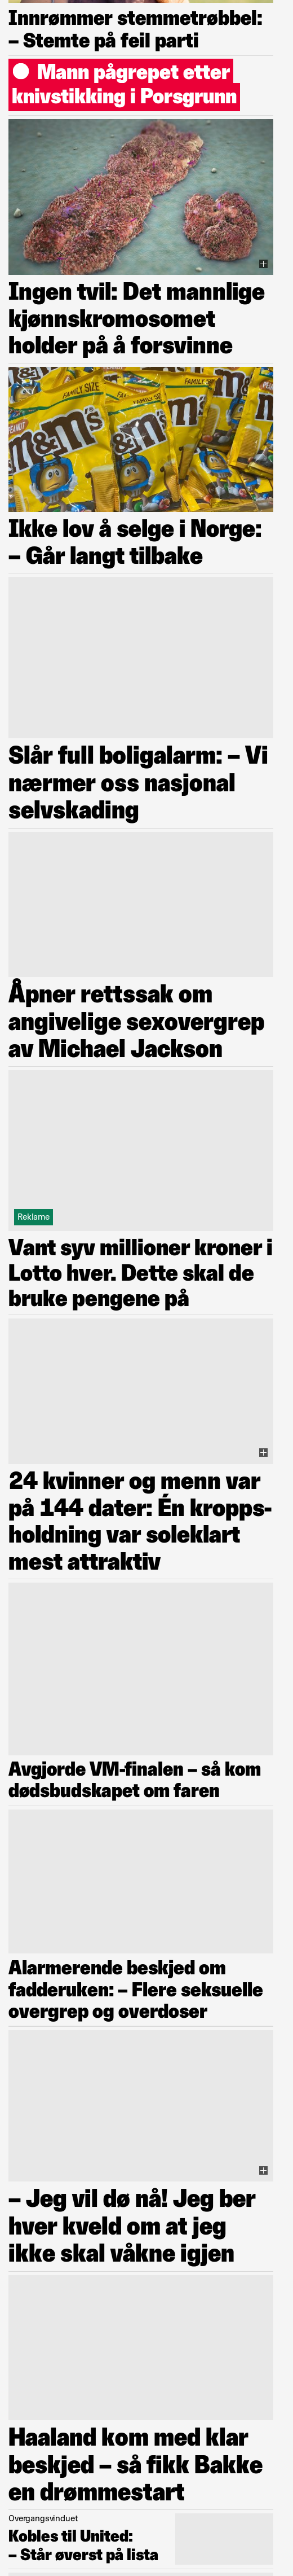 Innrømmer stemmetrøbbel:
– Stemte på feil parti
Mann pågrepet etter
knivstikking i Porsgrunn
Ingen tvil: Det mannlige
kjønnskromosomet
holder på å forsvinne
FAMILY SIZE
FAMILY SIZE
PEANUT
m&m's
m&m's
m&m's
Ikke lov å selge i Norge:
– Går langt tilbake
Slår full boligalarm: – Vi
nærmer oss nasjonal
selvskading
Åpner rettssak om
angivelige sexovergrep
av Michael Jackson
Reklame
Vant syv millioner kroner i
Lotto hver. Dette skal de
bruke pengene på
24 kvinner og menn var
på 144 dater: Én kropps-
holdning var soleklart
mest attraktiv
Avgjorde VM-finalen – så kom
dødsbudskapet om faren
Alarmerende beskjed om
fadderuken: – Flere seksuelle
overgrep og overdoser
– Jeg vil dø nå! Jeg ber
hver kveld om at jeg
ikke skal våkne igjen
Haaland kom med klar
beskjed – så fikk Bakke
en drømmestart
Overgangsvinduet
Kobles til United:
– Står øverst på lista